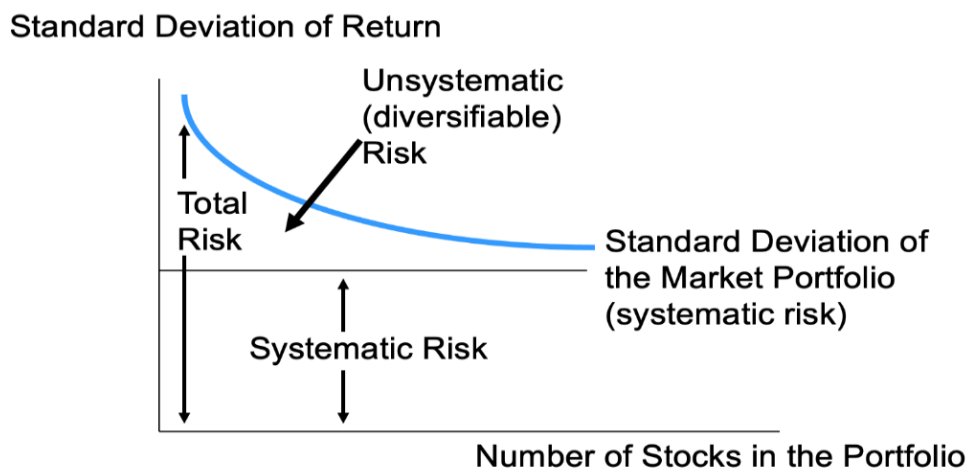 Standard Deviation of Return
Unsystematic
(diversifiable)
Risk
Total
Risk
Standard Deviation of
the Market Portfolio
(systematic risk)
Systematic Risk
Number of Stocks in the Portfolio